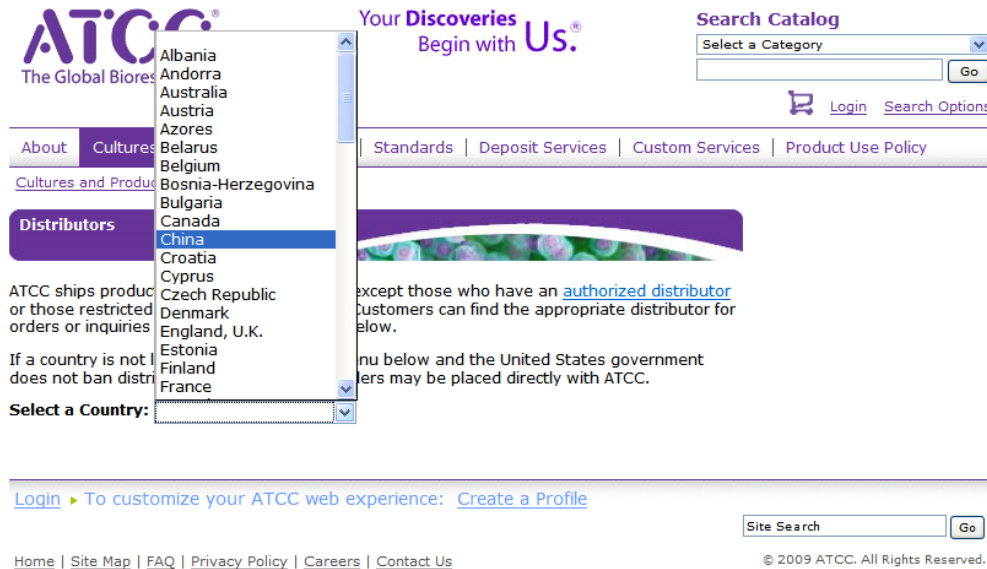 ATCC®
The Global Biores
Your Discoveries
Begin with Us.®
Search Catalog
Select a Category
Go
Login Search Options
About Cultures | Standards | Deposit Services | Custom Services | Product Use Policy
Cultures and Produc
Distributors
Albania
Andorra
Australia
Austria
Azores
Belarus
Belgium
Bosnia-Herzegovina
Bulgaria
Canada
China
Croatia
Cyprus
Czech Republic
Denmark
England, U.K.
Estonia
Finland
France
ATCC ships produc except those who have an authorized distributor
or those restricted Customers can find the appropriate distributor for
orders or inquiries elow.
If a country is not l nu below and the United States government
does not ban distri ders may be placed directly with ATCC.
Select a Country:
Login ▸ To customize your ATCC web experience: Create a Profile
Site Search Go
Home | Site Map | FAQ | Privacy Policy | Careers | Contact Us
© 2009 ATCC. All Rights Reserved.